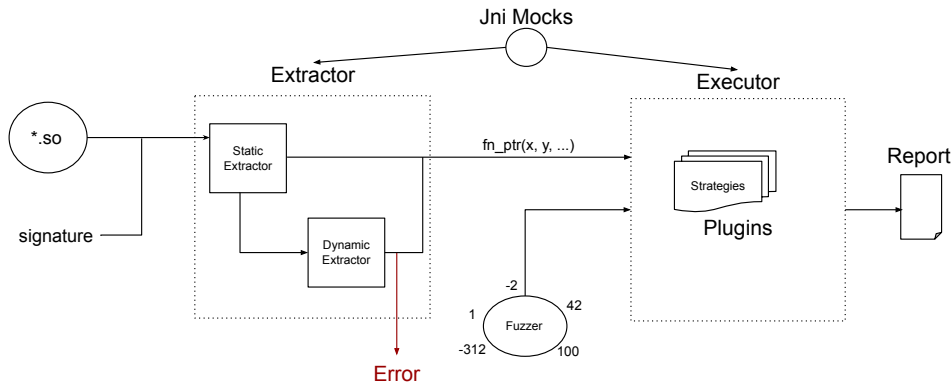 Jni Mocks
Extractor
Executor
*.so
Static
Extractor
fn_ptr(x, y, ...)
Strategies
Plugins
Report
signature
Dynamic
Extractor
-2
1
42
Fuzzer
-312
100
Error